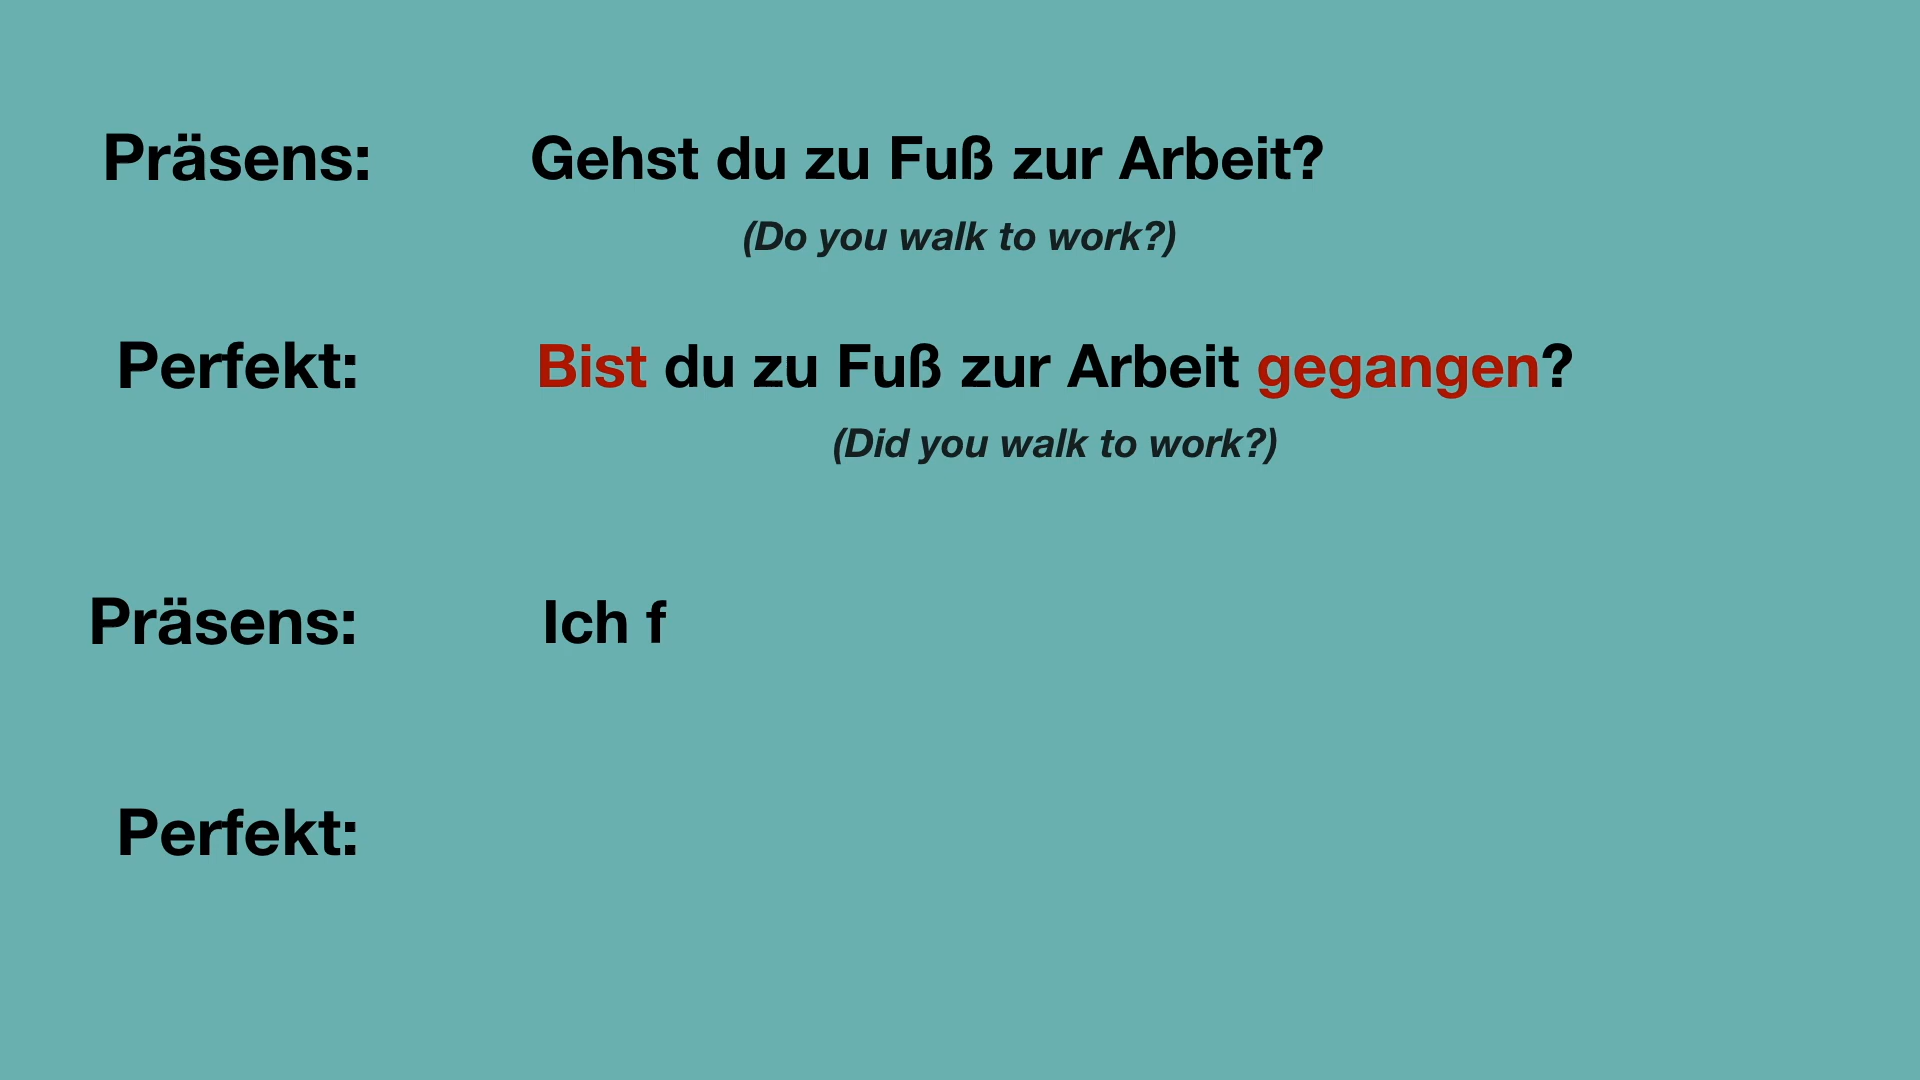 Präsens: Gehst du zu Fuß zur Arbeit?
(Do you walk to work?)
Perfekt: Bist du zu Fuß zur Arbeit gegangen?
(Did you walk to work?)
Präsens: Ich f
Perfekt: